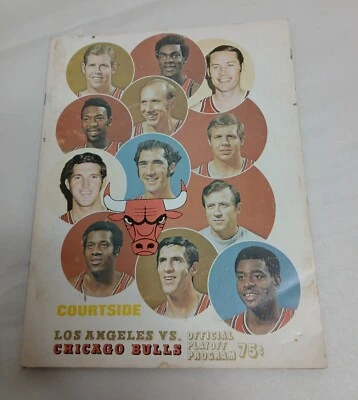 COURTSIDE
LOS ANGELES VS. OFFICIAL
CHICAGO BULLS PLAYOFF
PROGRAM 75¢